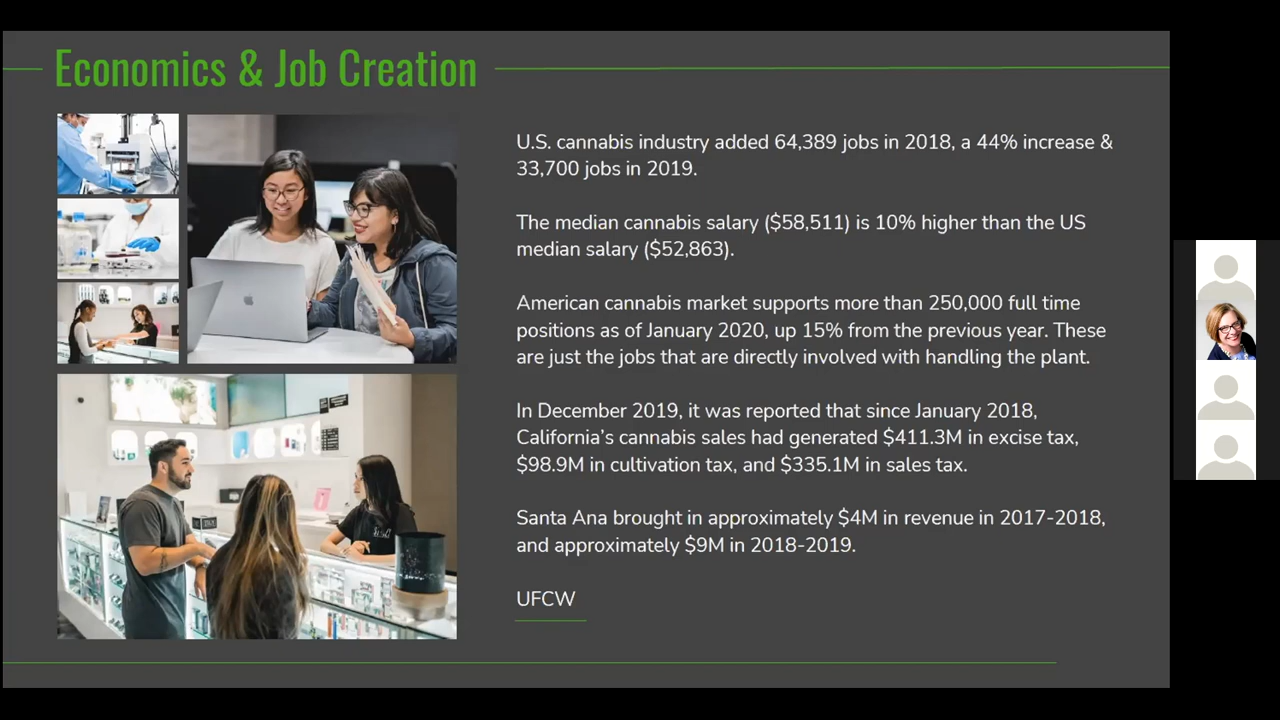 Economics & Job Creation
U.S. cannabis industry added 64,389 jobs in 2018, a 44% increase &
33,700 jobs in 2019.
The median cannabis salary ($58,511) is 10% higher than the US
median salary ($52,863).
American cannabis market supports more than 250,000 full time
positions as of January 2020, up 15% from the previous year. These
are just the jobs that are directly involved with handling the plant.
In December 2019, it was reported that since January 2018,
California's cannabis sales had generated $411.3M in excise tax,
$98.9M in cultivation tax, and $335.1M in sales tax.
Santa Ana brought in approximately $4M in revenue in 2017-2018,
and approximately $9M in 2018-2019.
UFCW